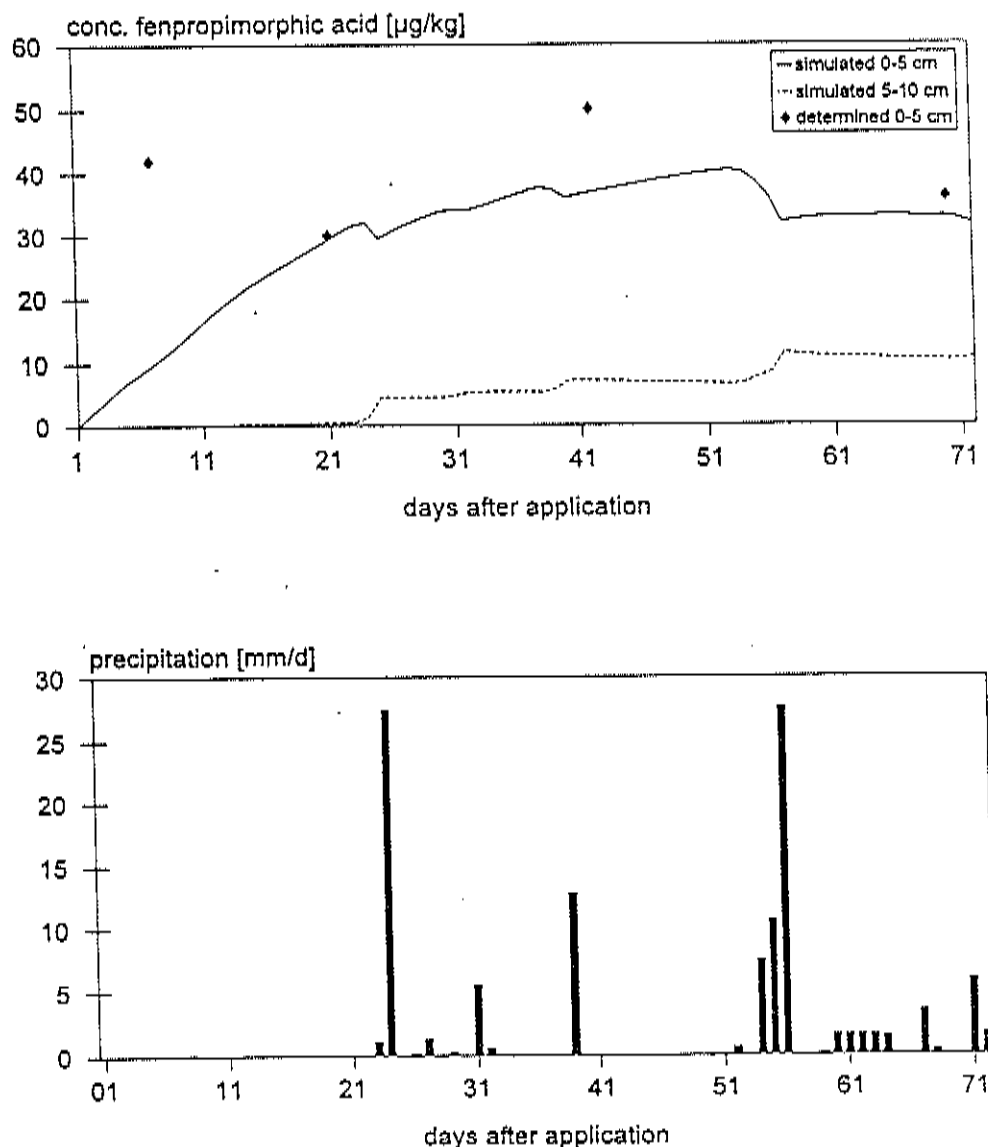 conc. fenpropimorphic acid [µg/kg]
60
50
40
30
20
10
0
simulated 0-5 cm
simulated 5-10 cm
determined 0-5 cm
1 11 21 31 41 51 61 71
days after application
precipitation [mm/d]
30
25
20
15
10
5
0
01 11 21 31 41 51 61 71
days after application